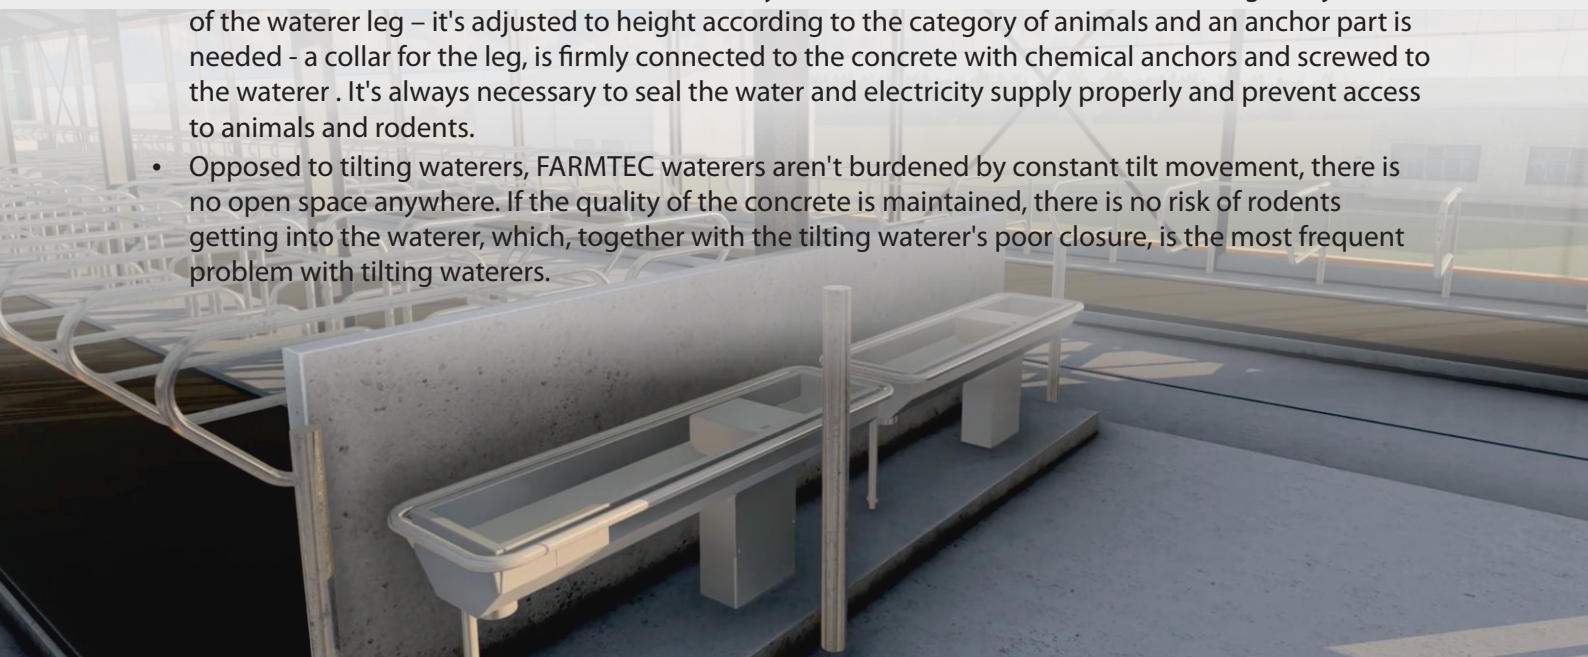 of the waterer leg – it's adjusted to height according to the category of animals and an anchor part is
needed - a collar for the leg, is firmly connected to the concrete with chemical anchors and screwed to
the waterer . It's always necessary to seal the water and electricity supply properly and prevent access
to animals and rodents.
• Opposed to tilting waterers, FARMTEC waterers aren't burdened by constant tilt movement, there is
no open space anywhere. If the quality of the concrete is maintained, there is no risk of rodents
getting into the waterer, which, together with the tilting waterer's poor closure, is the most frequent
problem with tilting waterers.